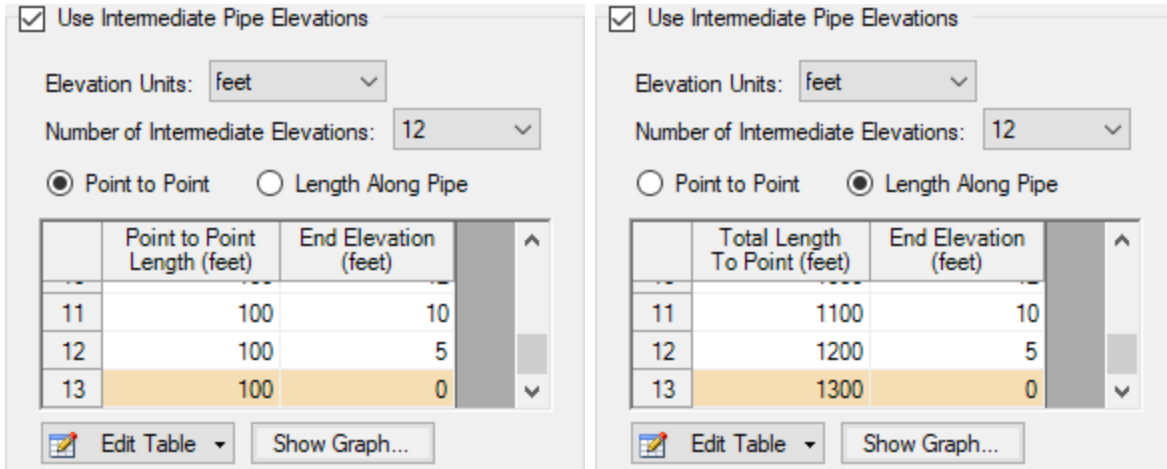 Use Intermediate Pipe Elevations
Elevation Units: feet
Number of Intermediate Elevations: 12
Point to Point Length Along Pipe
Point to Point Length (feet) End Elevation (feet)
11 100 10
12 100 5
13 100 0
Edit Table Show Graph...
Use Intermediate Pipe Elevations
Elevation Units: feet
Number of Intermediate Elevations: 12
Point to Point Length Along Pipe
Total Length To Point (feet) End Elevation (feet)
11 1100 10
12 1200 5
13 1300 0
Edit Table Show Graph...